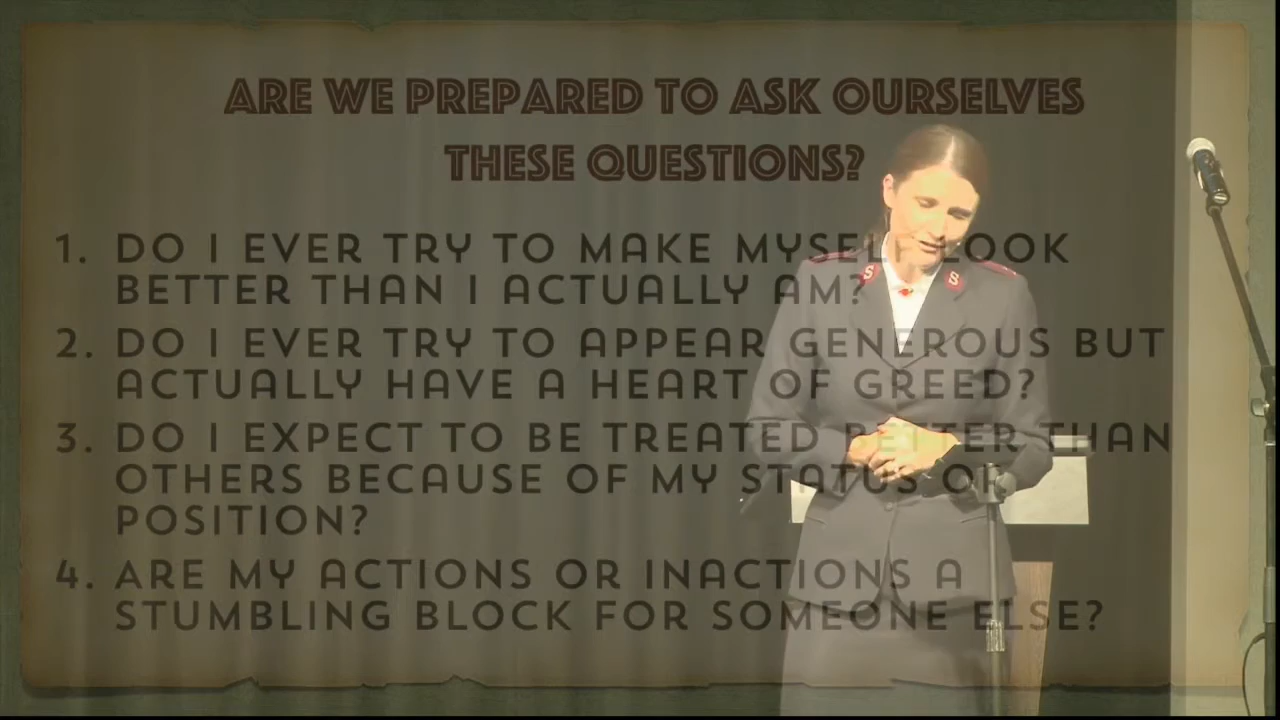 ARE WE PREPARED TO ASK OURSELVES
THESE QUESTIONS?
1. DO I EVER TRY TO MAKE MYSELF LOOK
BETTER THAN I ACTUALLY AM?
2. DO I EVER TRY TO APPEAR GENEROUS BUT
ACTUALLY HAVE A HEART OF GREED?
3. DO I EXPECT TO BE TREATED BETTER THAN
OTHERS BECAUSE OF MY STATUS OR
POSITION?
4. ARE MY ACTIONS OR INACTIONS A
STUMBLING BLOCK FOR SOMEONE ELSE?
S S